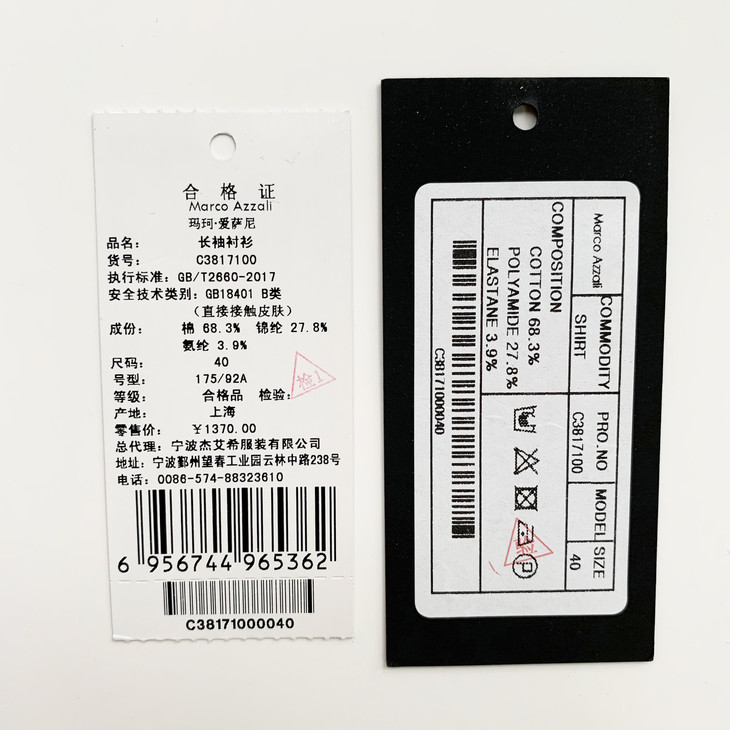 合格证
Marco Azzali
玛珂·爱萨尼
品名： 长袖衬衫
货号： C3817100
执行标准：GB/T2660-2017
安全技术类别：GB18401 B类
（直接接触皮肤）
成份： 棉 68.3% 锦纶 27.8%
氨纶 3.9%
尺码： 40
号型： 175/92A
等级： 合格品 检验：
检1
产地： 上海
零售价： ￥1370.00
总代理：宁波杰艾希服装有限公司
地址：宁波鄞州望春工业园云林中路238号
电话：0086-574-88323610
6 956744 965362
C38171000040
Marco Azzali
COMMODITY
SHIRT
PRO.NO
C3817100
MODEL SIZE
40
COMPOSITION
COTTON 68.3%
POLYAMIDE 27.8%
ELASTANE 3.9%
C38171000040
P